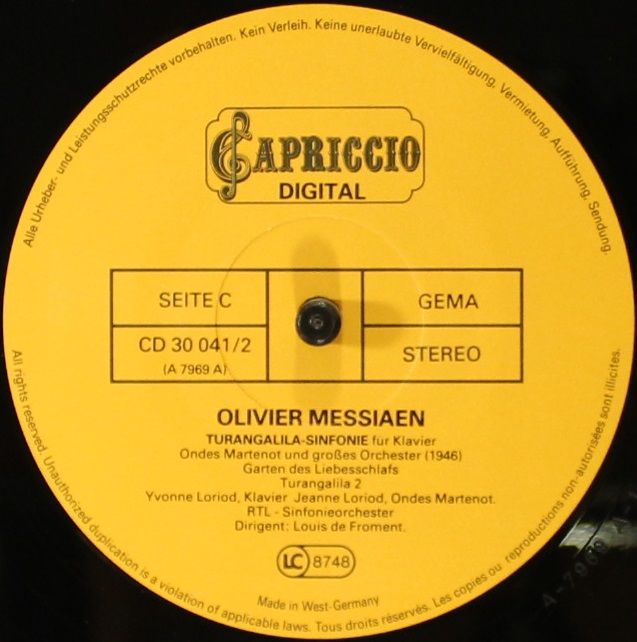 Alle Urheber- und Leistungsschutzrechte vorbehalten. Kein Verleih. Keine unerlaubte Vervielfältigung, Vermietung, Aufführung, Sendung.
CAPRICCIO
DIGITAL
SEITE C
GEMA
CD 30 041/2
(A 7969 A)
STEREO
OLIVIER MESSIAEN
TURANGALILA-SINFONIE für Klavier
Ondes Martenot und großes Orchester (1946)
Garten des Liebesschlafs
Turangalila 2
Yvonne Loriod, Klavier Jeanne Loriod, Ondes Martenot.
RTL - Sinfonieorchester
Dirigent: Louis de Froment.
LC 8748
Made in West-Germany
All rights reserved. Unauthorized duplication is a violation of applicable laws. Tous droits réservés. Les copies ou reproductions non-autorisées sont illicites.